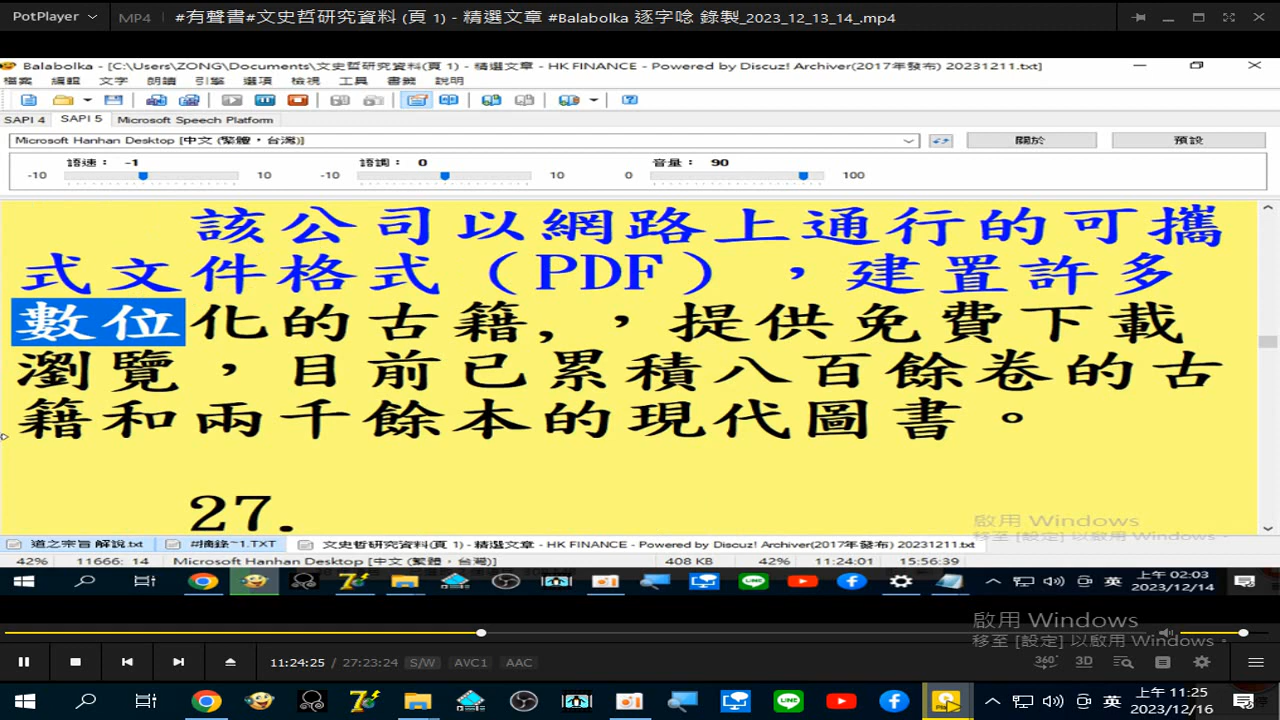 PotPlayer
MP4
#有聲書#文史哲研究資料 (頁 1) - 精選文章 #Balabolka 逐字唸 錄製_2023_12_13_14_.mp4
Balabolka - [C:\Users\ZONG\Documents\文史哲研究資料(頁 1) - 精選文章 - HK FINANCE - Powered by Discuz! Archiver(2017年發布) 20231211.txt]
檔案 編輯 文字 朗讀 引擎 選項 檢視 工具 書籤 說明
SAPI 4 SAPI 5 Microsoft Speech Platform
Microsoft Hanhan Desktop [中文 (繁體，台灣)]
關於
預設
語速： -1 語調： 0 音量： 90
-10 10 -10 10 0 100
該公司以網路上通行的可攜
式文件格式（PDF），建置許多
數位化的古籍,，提供免費下載
瀏覽，目前已累積八百餘卷的古
籍和兩千餘本的現代圖書。
27.
啟用 Windows
移至 [設定] 以啟用 Windows。
道之宗旨 解說.txt #摘錄~1.TXT 文史哲研究資料(頁 1) - 精選文章 - HK FINANCE - Powered by Discuz! Archiver(2017年發布) 20231211.txt
42% 11666: 14 Microsoft Hanhan Desktop [中文 (繁體，台灣)] 408 KB 42% 11:24:01 15:56:39
英 上午 02:03
2023/12/14
啟用 Windows
移至 [設定] 以啟用 Windows。
11:24:25 / 27:23:24 S/W AVC1 AAC
360° 3D
英 上午 11:25
2023/12/16